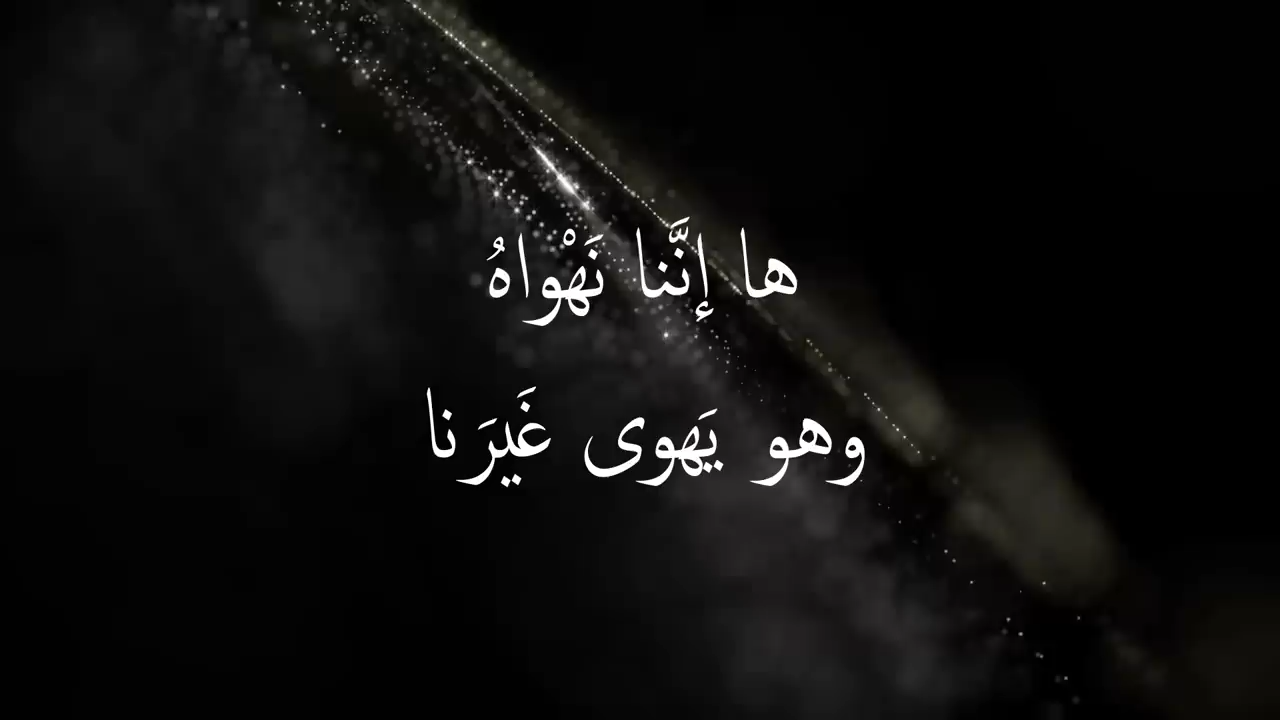 ها إنَّنا نَهْواهُ
وهو يَهوى غَيرَنا